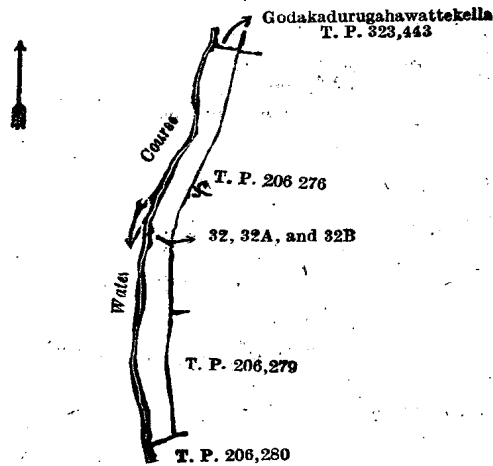 Godakadurugahawattekella
T. P. 323,443
Course
T. P. 206 276
32, 32A, and 32B
Water
T. P. 206,279
T. P. 206,280